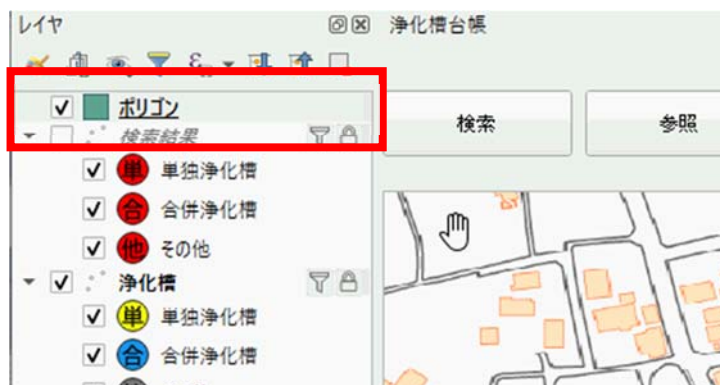 レイヤ
浄化槽台帳
ポリゴン
検索結果
検索
参照
単 単独浄化槽
合 合併浄化槽
他 その他
浄化槽
単 単独浄化槽
合 合併浄化槽